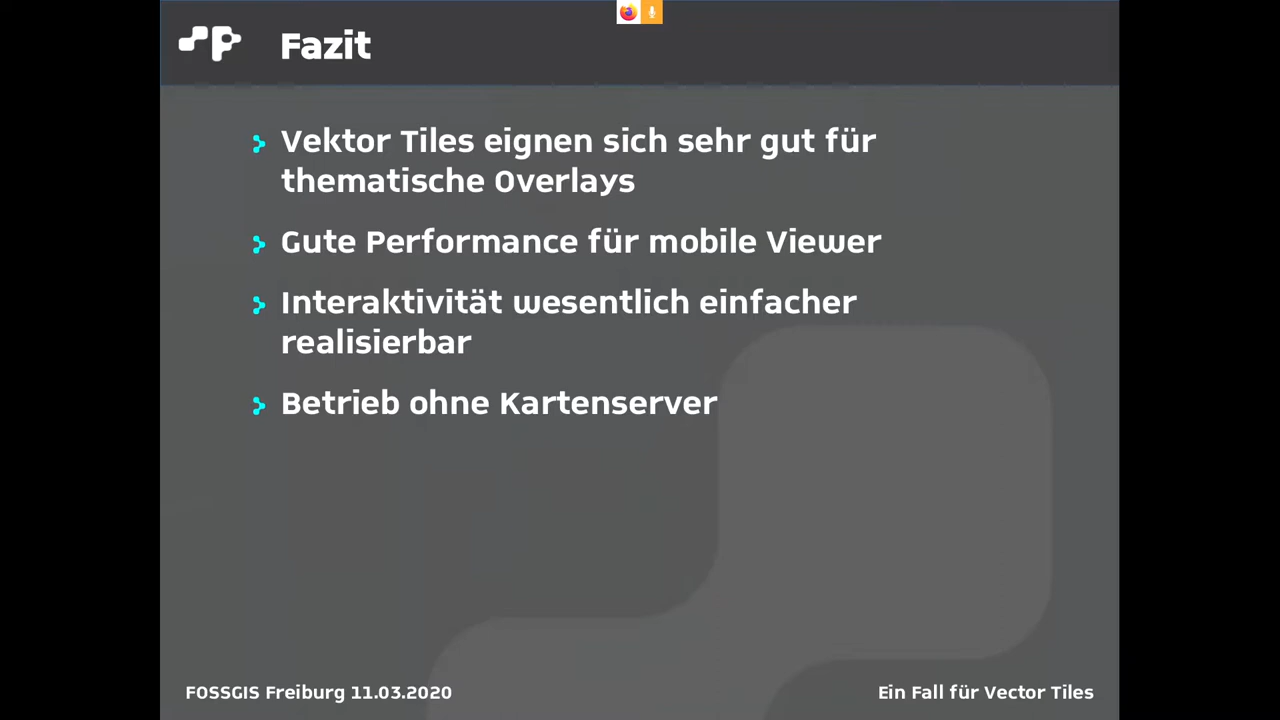 Fazit
Vektor Tiles eignen sich sehr gut für
thematische Overlays
Gute Performance für mobile Viewer
Interaktivität wesentlich einfacher
realisierbar
Betrieb ohne Kartenserver
FOSSGIS Freiburg 11.03.2020
Ein Fall für Vector Tiles